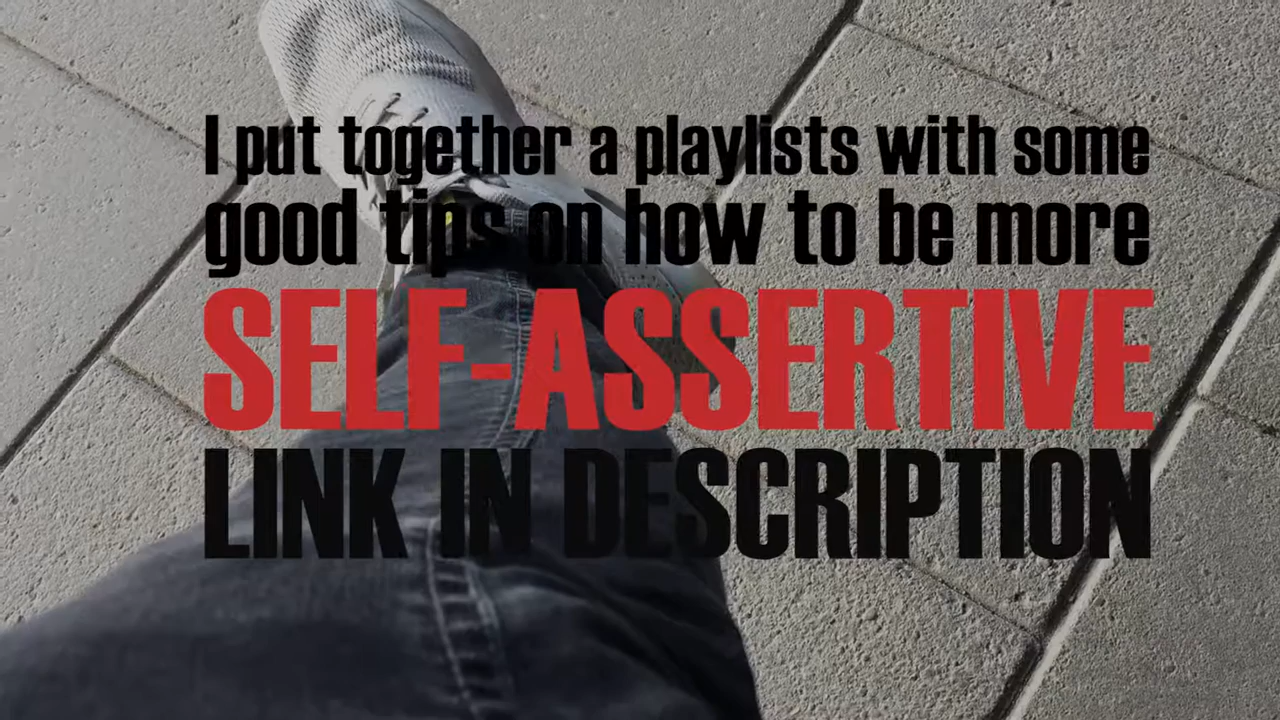 I put together a playlists with some
good tips on how to be more
SELF-ASSERTIVE
LINK IN DESCRIPTION